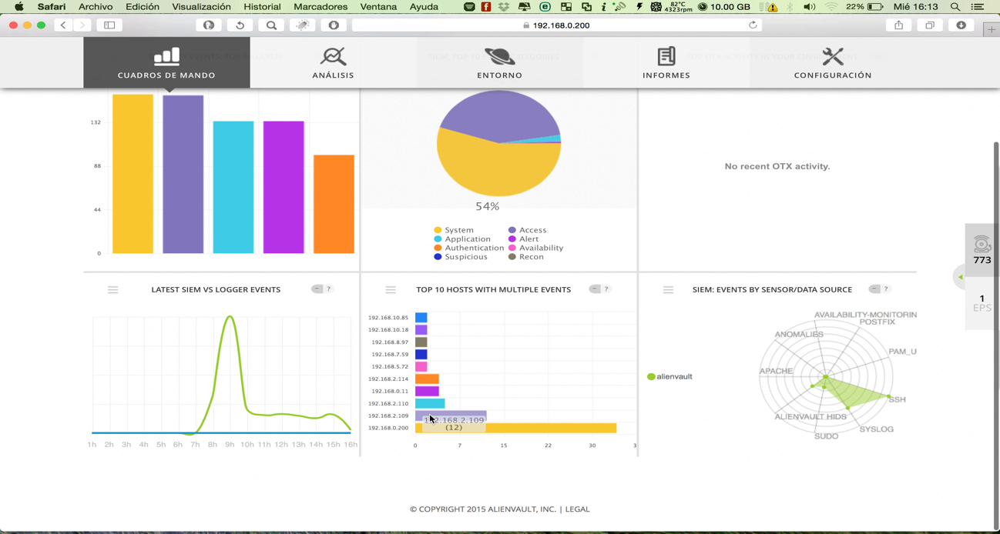 Safari Archivo Edición Visualización Historial Marcadores Ventana Ayuda 82°C 4323rpm 10.00 GB 22% Mié 16:13
192.168.0.200
CUADROS DE MANDO ANÁLISIS ENTORNO INFORMES CONFIGURACIÓN
132
88
44
0
54%
System Access
Application Alert
Authentication Availability
Suspicious Recon
No recent OTX activity.
773
1
EPS
LATEST SIEM VS LOGGER EVENTS ?
1h 2h 3h 4h 5h 6h 7h 8h 9h 10h 11h 12h 13h 14h 15h 16h
TOP 10 HOSTS WITH MULTIPLE EVENTS ?
192.168.10.85
192.168.10.18
192.168.8.97
192.168.7.59
192.168.5.72
192.168.2.114
192.168.0.11
192.168.2.110
192.168.2.109
192.168.2.109
(12)
192.168.0.200
0 7 15 22 30 3
SIEM: EVENTS BY SENSOR/DATA SOURCE ?
alienvault
AVAILABILITY-MONITORIN
POSTFIX
ANOMALIES
PAM_U
APACHE
SSH
ALIENVAULT HIDS
SYSLOG
SUDO
© COPYRIGHT 2015 ALIENVAULT, INC. | LEGAL